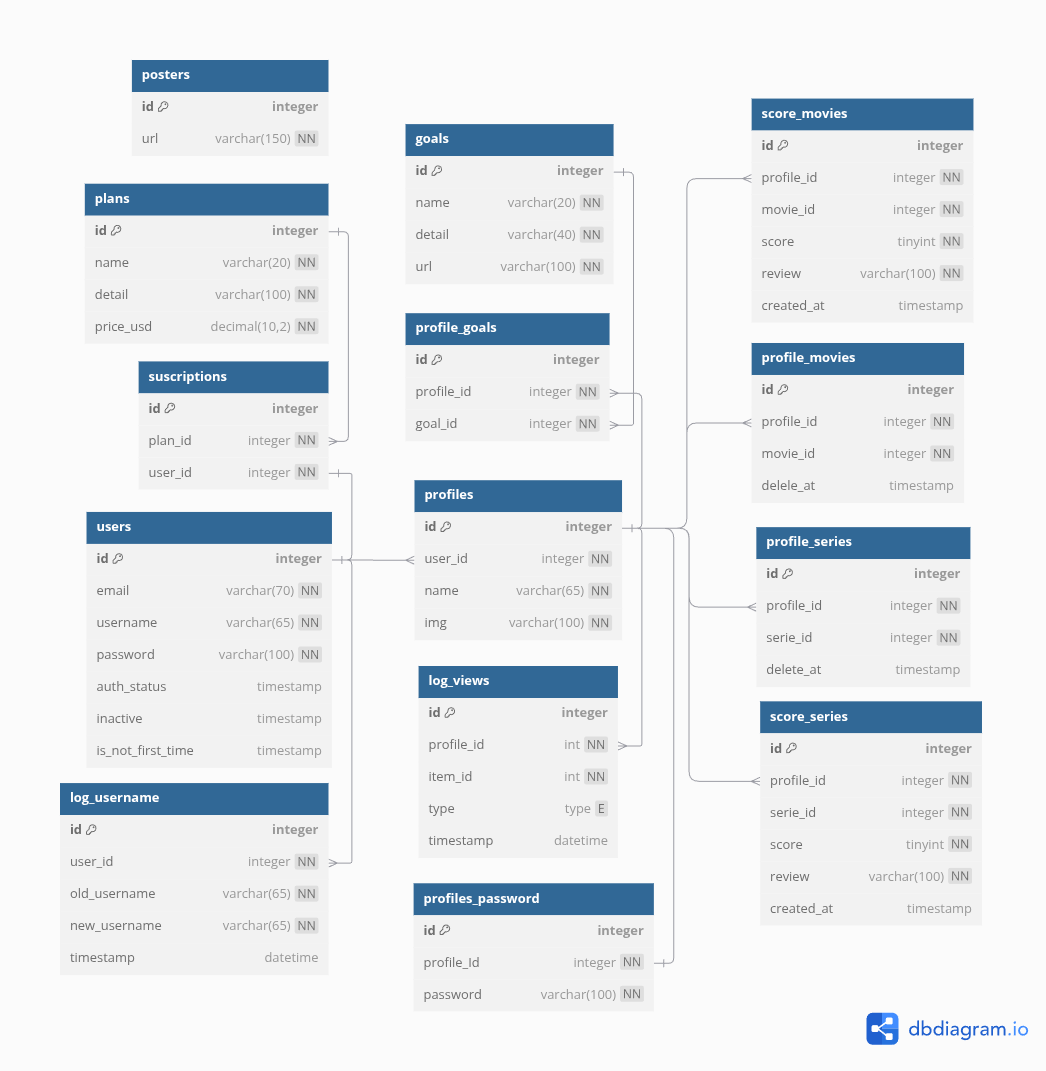 posters
id integer
url varchar(150) NN
plans
id integer
name varchar(20) NN
detail varchar(100) NN
price_usd decimal(10,2) NN
suscriptions
id integer
plan_id integer NN
user_id integer NN
users
id integer
email varchar(70) NN
username varchar(65) NN
password varchar(100) NN
auth_status timestamp
inactive timestamp
is_not_first_time timestamp
log_username
id integer
user_id integer NN
old_username varchar(65) NN
new_username varchar(65) NN
timestamp datetime
goals
id integer
name varchar(20) NN
detail varchar(40) NN
url varchar(100) NN
profile_goals
id integer
profile_id integer NN
goal_id integer NN
profiles
id integer
user_id integer NN
name varchar(65) NN
img varchar(100) NN
log_views
id integer
profile_id int NN
item_id int NN
type type E
timestamp datetime
profiles_password
id integer
profile_Id integer NN
password varchar(100) NN
score_movies
id integer
profile_id integer NN
movie_id integer NN
score tinyint NN
review varchar(100) NN
created_at timestamp
profile_movies
id integer
profile_id integer NN
movie_id integer NN
delele_at timestamp
profile_series
id integer
profile_id integer NN
serie_id integer NN
delete_at timestamp
score_series
id integer
profile_id integer NN
serie_id integer NN
score tinyint NN
review varchar(100) NN
created_at timestamp
dbdiagram.io